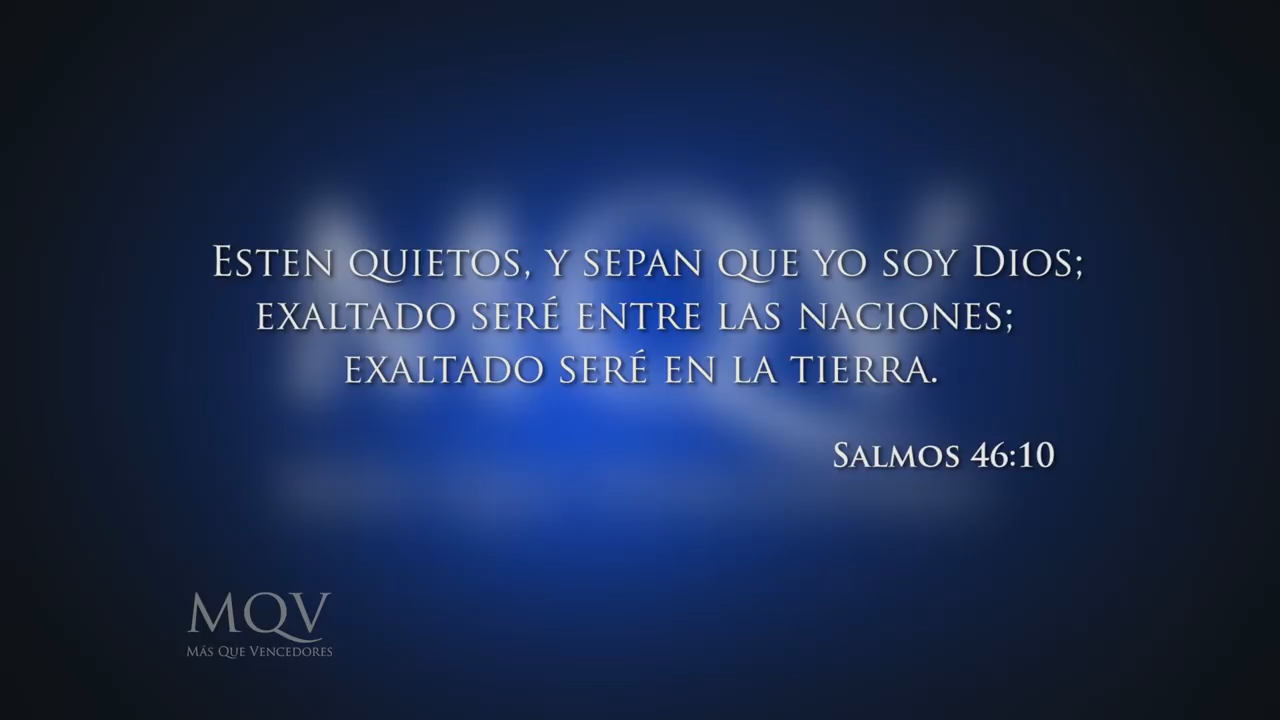 Esten quietos, y sepan que yo soy Dios;
exaltado seré entre las naciones;
exaltado seré en la tierra.
Salmos 46:10
MQV
Más Que Vencedores